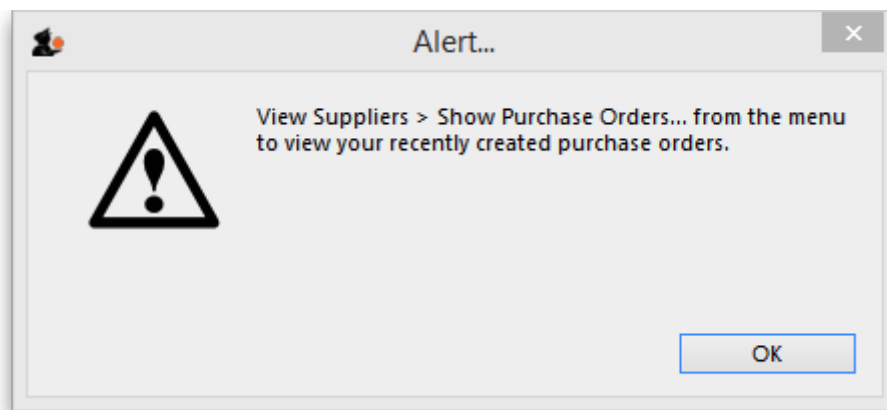 Alert...
View Suppliers > Show Purchase Orders... from the menu
to view your recently created purchase orders.
OK